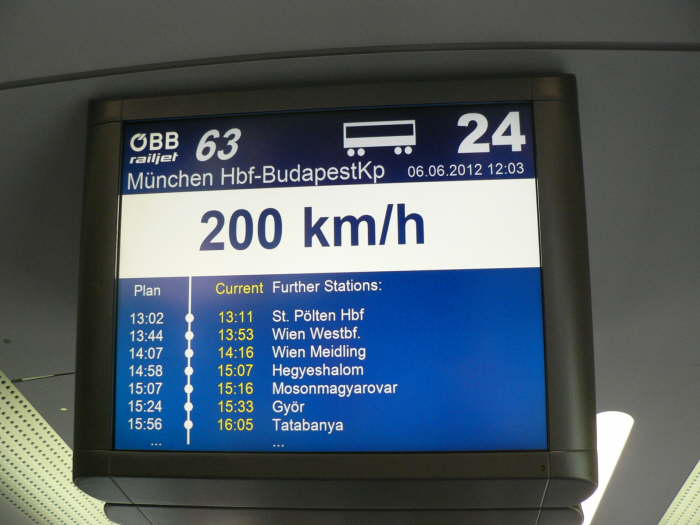 ÖBB 63 24
railjet
München Hbf-BudapestKp 06.06.2012 12:03
200 km/h
Plan Current Further Stations:
13:02 13:11 St. Pölten Hbf
13:44 13:53 Wien Westbf.
14:07 14:16 Wien Meidling
14:58 15:07 Hegyeshalom
15:07 15:16 Mosonmagyarovar
15:24 15:33 Györ
15:56 16:05 Tatabanya
... ...